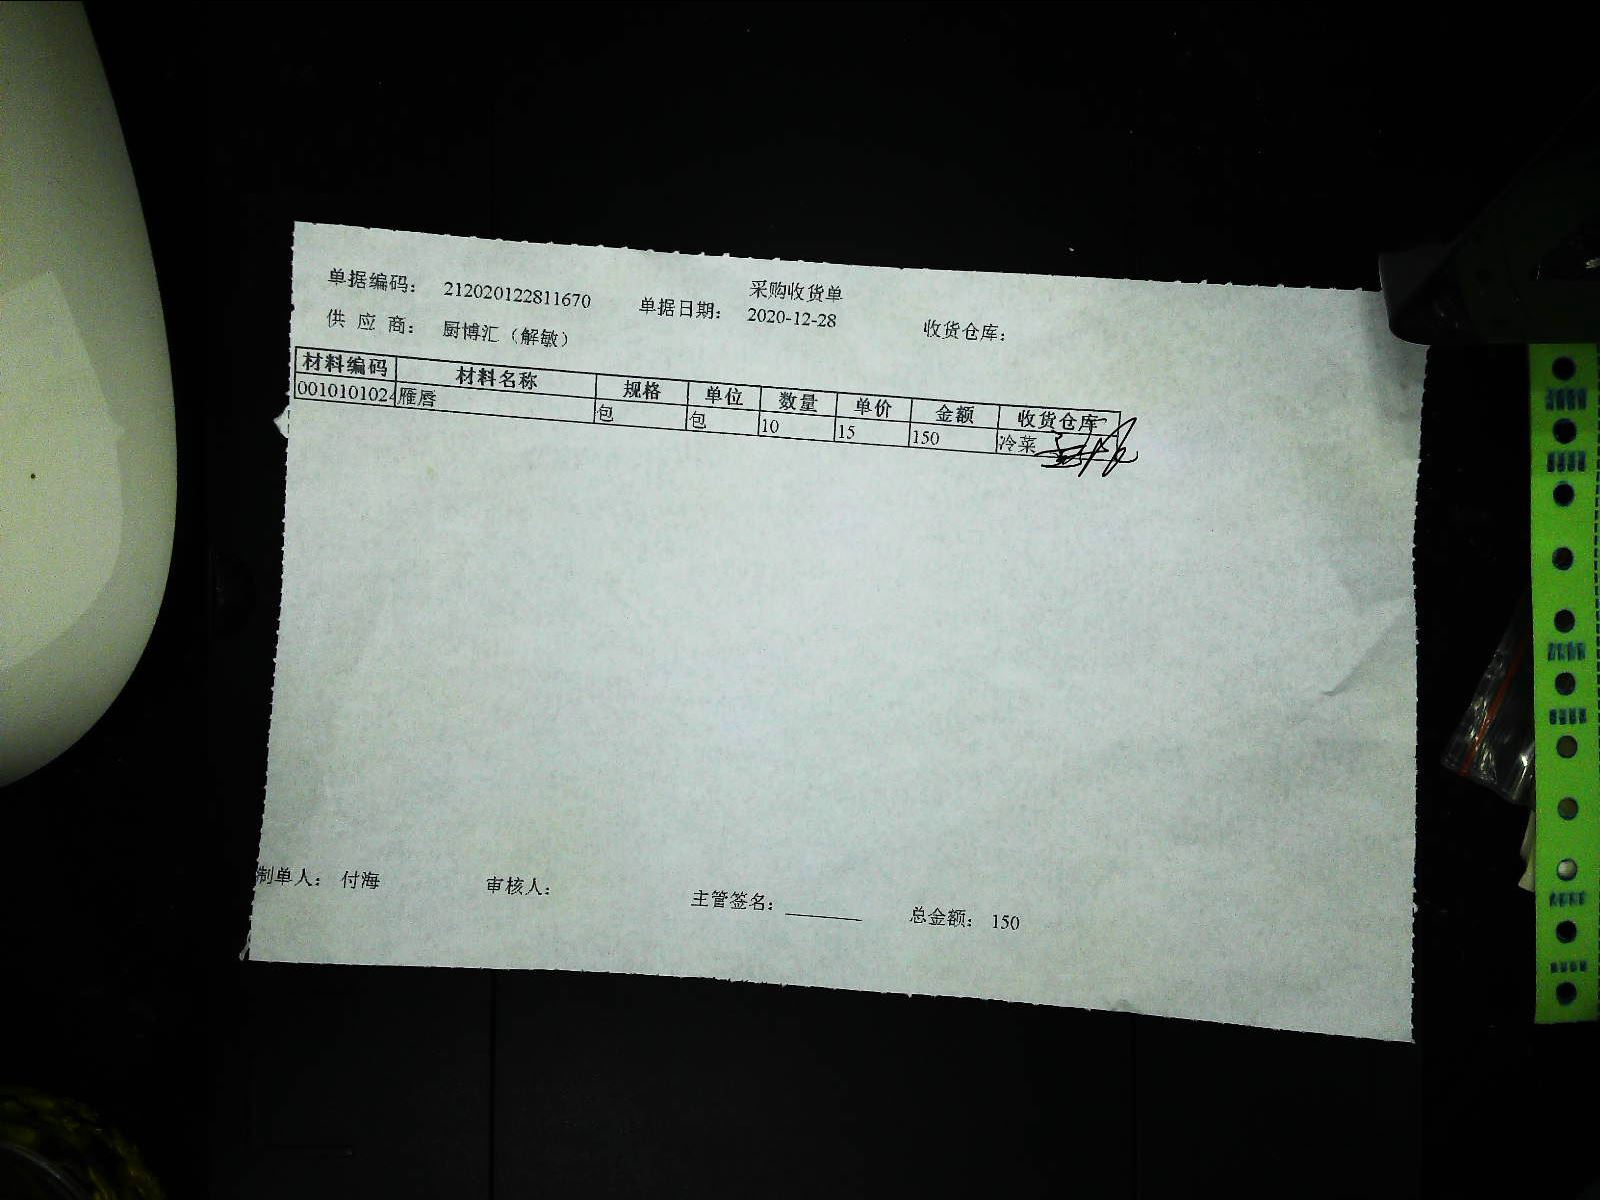 采购收货单
单据编码： 212020122811670 单据日期： 2020-12-28 收货仓库：
供 应 商： 厨博汇（解敏）
材料编码 材料名称 规格 单位 数量 单价 金额 收货仓库
0010101024 雁唇 包 包 10 15 150 冷菜
制单人： 付海 审核人： 主管签名： ________ 总金额： 150